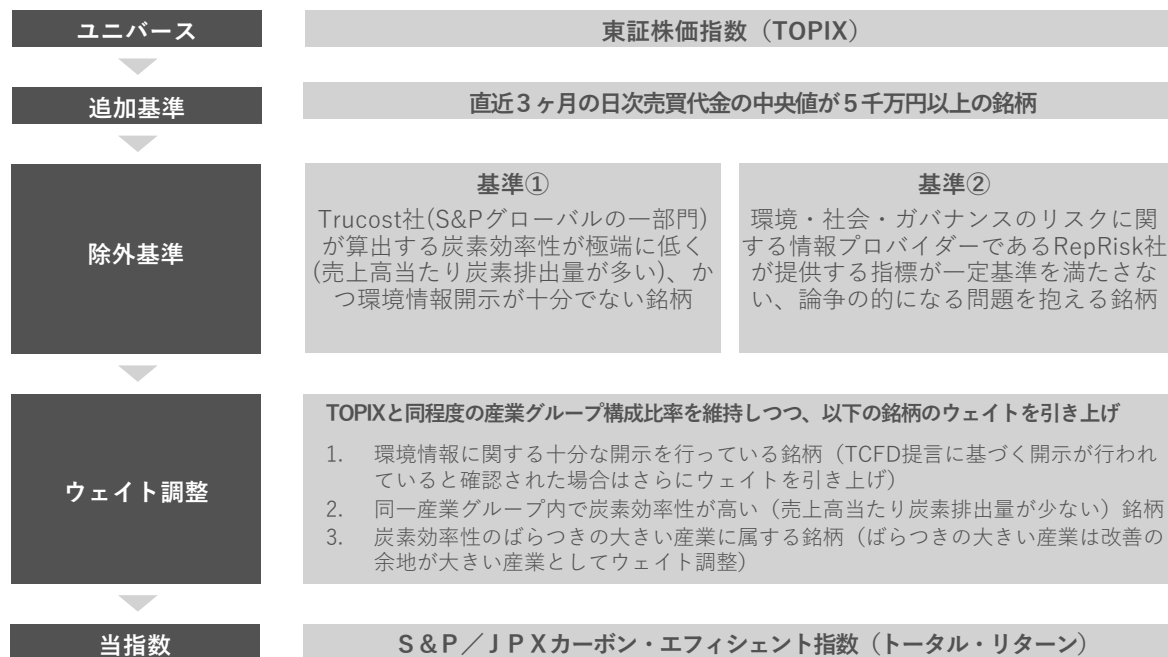 ユニバース
東証株価指数（TOPIX）
追加基準
直近３ヶ月の日次売買代金の中央値が５千万円以上の銘柄
除外基準
基準①
Trucost社(S&Pグローバルの一部門)
が算出する炭素効率性が極端に低く
(売上高当たり炭素排出量が多い)、か
つ環境情報開示が十分でない銘柄
基準②
環境・社会・ガバナンスのリスクに関
する情報プロバイダーであるRepRisk社
が提供する指標が一定基準を満たさな
い、論争の的になる問題を抱える銘柄
ウェイト調整
TOPIXと同程度の産業グループ構成比率を維持しつつ、以下の銘柄のウェイトを引き上げ
1. 環境情報に関する十分な開示を行っている銘柄（TCFD提言に基づく開示が行われ
ていると確認された場合はさらにウェイトを引き上げ）
2. 同一産業グループ内で炭素効率性が高い（売上高当たり炭素排出量が少ない）銘柄
3. 炭素効率性のばらつきの大きい産業に属する銘柄（ばらつきの大きい産業は改善の
余地が大きい産業としてウェイト調整）
当指数
Ｓ＆Ｐ／ＪＰＸカーボン・エフィシェント指数（トータル・リターン）